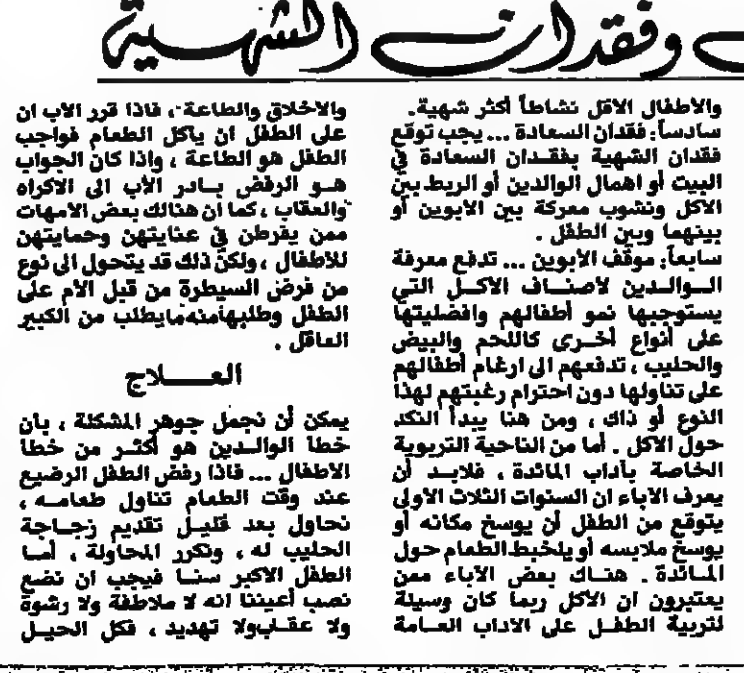 وفقدان الشهية
والاطفال الاقل نشاطاً أكثر شهية.
سادساً: فقدان السعادة ... يجب توقع
فقدان الشهية بفقدان السعادة في
البيت أو اهمال الوالدين أو الربط بين
الاكل ونشوب معركة بين الابوين أو
بينهما وبين الطفل .
سابعاً: موقف الأبوين ... تدفع معرفة
الوالدين لأصناف الأكل التي
يستوجبها نمو أطفالهم وافضليتها
على أنواع أخرى كاللحم والبيض
والحليب ، تدفعهم الى ارغام أطفالهم
على تناولها دون احترام رغبتهم لهذا
النوع أو ذاك ، ومن هنا يبدأ النكد
حول الأكل . أما من الناحية التربوية
الخاصة بآداب المائدة ، فلابد أن
يعرف الآباء ان السنوات الثلاث الأولى
يتوقع من الطفل أن يوسخ مكانه أو
يوسخ ملابسه أو يلخبط الطعام حول
المائدة . هناك بعض الآباء ممن
يعتبرون ان الأكل ربما كان وسيلة
لتربية الطفل على الاداب العامة
والاخلاق والطاعة ، فاذا قرر الاب ان
على الطفل ان ياكل الطعام فواجب
الطفل هو الطاعة ، واذا كان الجواب
هو الرفض بادر الأب الى الاكراه
والعقاب ، كما ان هنالك بعض الامهات
ممن يفرطن في عنايتهن وحمايتهن
للاطفال ، ولكن ذلك قد يتحول الى نوع
من فرض السيطرة من قبل الأم على
الطفل وطلبها منه مايطلب من الكبير
العاقل .
العلاج
يمكن أن نجمل جوهر المشكلة ، بأن
خطا الوالدين هو أكثر من خطا
الاطفال ... فاذا رفض الطفل الرضيع
عند وقت الطعام تناول طعامه ،
نحاول بعد قليل تقديم زجاجة
الحليب له ، ونكرر المحاولة ، أما
الطفل الاكبر سنا فيجب ان نضع
نصب أعيننا انه لا ملاطفة ولا رشوة
ولا عقاب ولا تهديد ، فكل الحيل